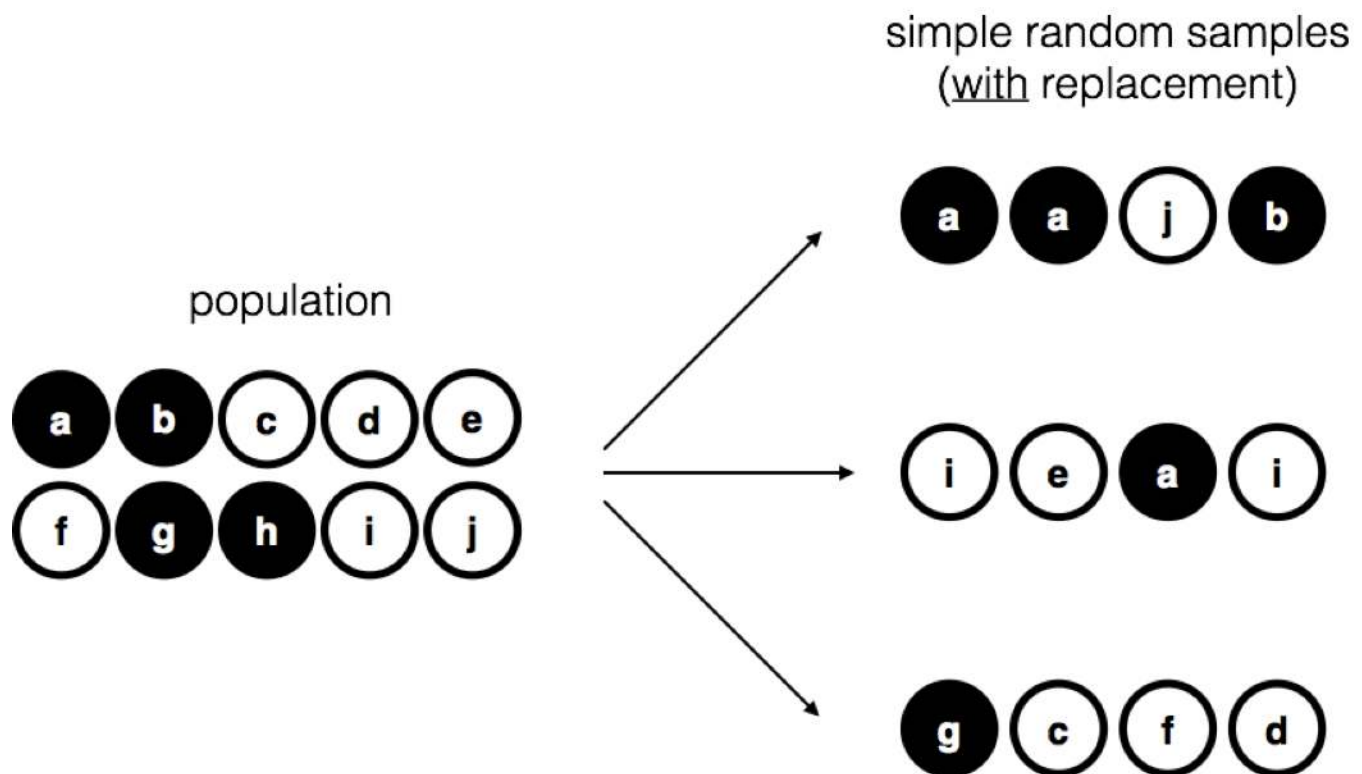 simple random samples
(with replacement)
a a j b
population
a b c d e
i e a i
f g h i j
g c f d